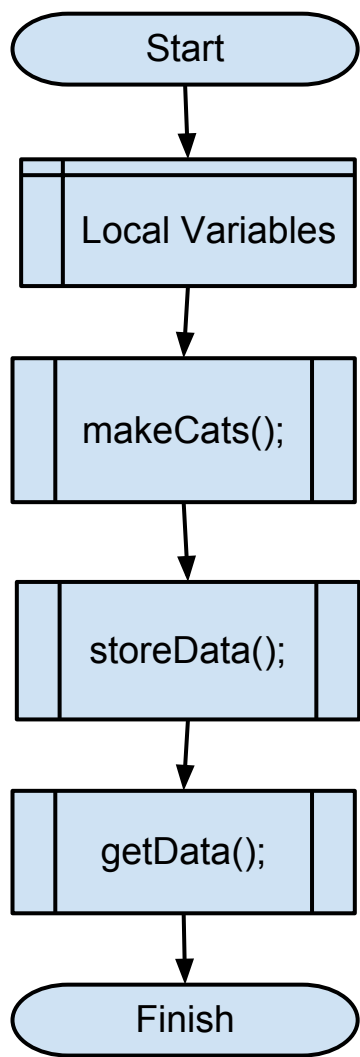 Start
Local Variables
makeCats();
storeData();
getData();
Finish